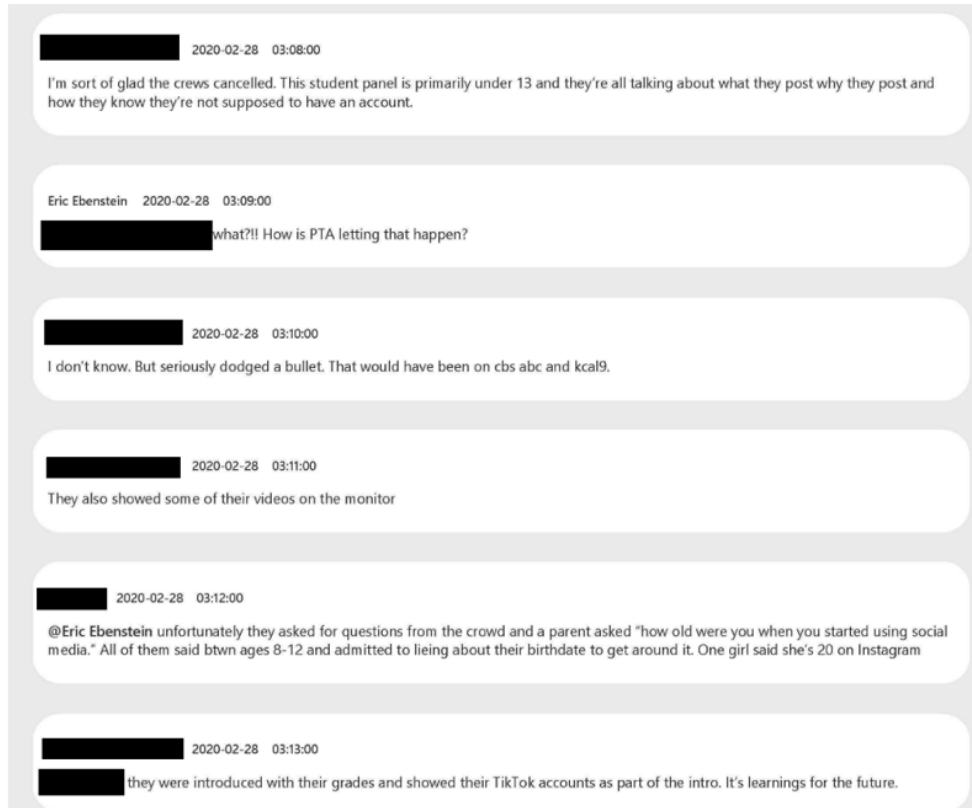 2020-02-28 03:08:00
I'm sort of glad the crews cancelled. This student panel is primarily under 13 and they're all talking about what they post why they post and
how they know they're not supposed to have an account.
Eric Ebenstein 2020-02-28 03:09:00
what?!! How is PTA letting that happen?
2020-02-28 03:10:00
I don't know. But seriously dodged a bullet. That would have been on cbs abc and kcal9.
2020-02-28 03:11:00
They also showed some of their videos on the monitor
2020-02-28 03:12:00
@Eric Ebenstein unfortunately they asked for questions from the crowd and a parent asked "how old were you when you started using social
media." All of them said btwn ages 8-12 and admitted to lieing about their birthdate to get around it. One girl said she's 20 on Instagram
2020-02-28 03:13:00
they were introduced with their grades and showed their TikTok accounts as part of the intro. It's learnings for the future.